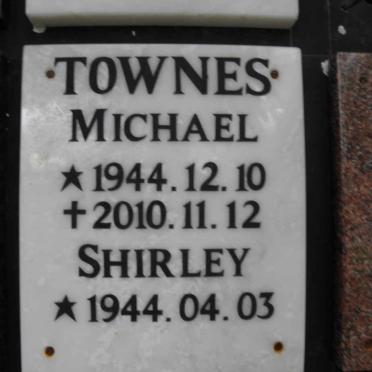 TOWNES
MICHAEL
★ 1944.12.10
✝ 2010.11.12
SHIRLEY
★ 1944.04.03